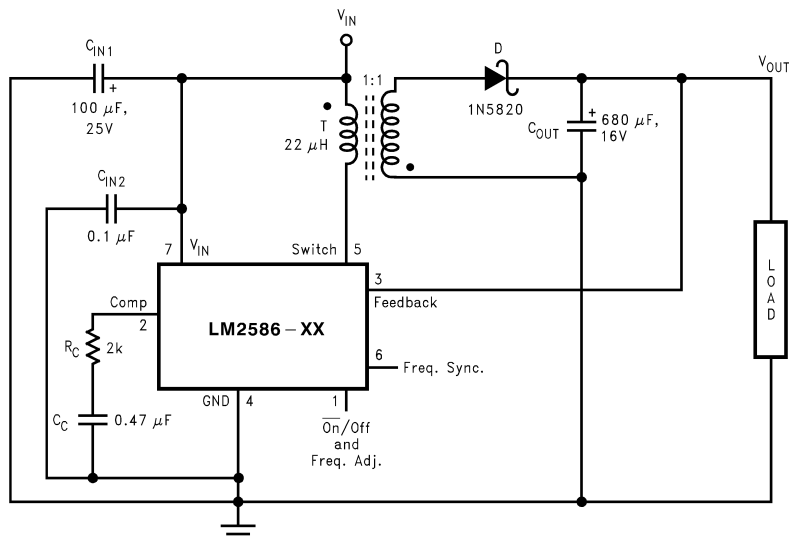 V_IN
C_IN1
+
100 μF,
25V
1:1
T
22 μH
D
1N5820
V_OUT
C_OUT
+
680 μF,
16V
C_IN2
0.1 μF
7
V_IN
Switch
5
3
Feedback
Comp
2
LM2586-XX
R_C
2k
6
Freq. Sync.
LOAD
C_C
0.47 μF
GND
4
1
O̅n̅/Off
and
Freq. Adj.